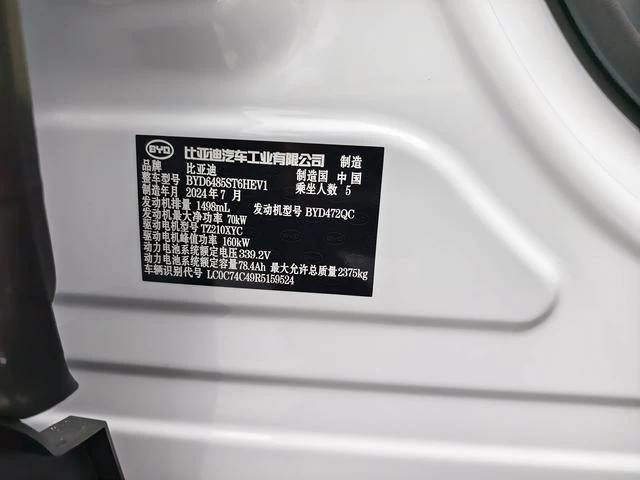 BYD 比亚迪汽车工业有限公司 制造
品牌 比亚迪 制造国 中国
整车型号 BYD6485ST6HEV1 乘坐人数 5
制造年月 2024年7月
发动机排量 1498mL 发动机型号 BYD472QC
发动机最大净功率 70kW
驱动电机型号 TZ210XYC
驱动电机峰值功率 160kW
动力电池系统额定电压 339.2V
动力电池系统额定容量 78.4Ah 最大允许总质量 2375kg
车辆识别代号 LC0C74C49R5159524